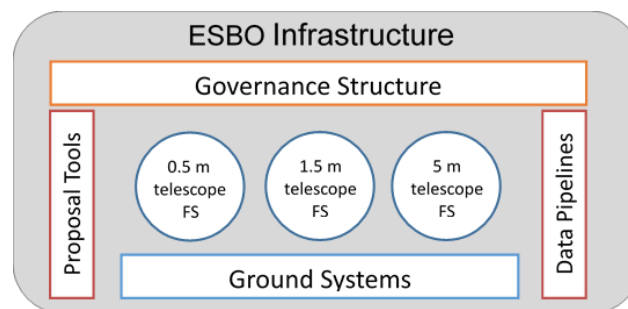 ESBO Infrastructure
Governance Structure
Proposal Tools
0.5 m
telescope
FS
1.5 m
telescope
FS
5 m
telescope
FS
Data Pipelines
Ground Systems